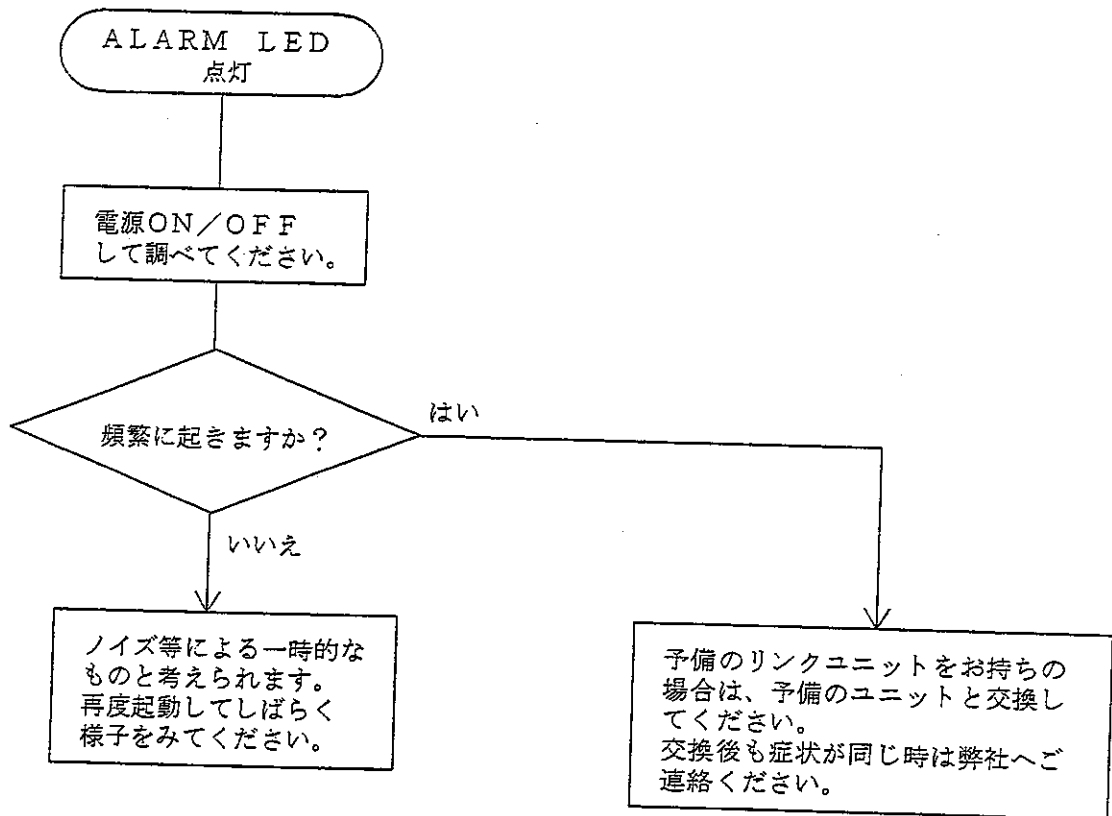 ALARM LED
点灯
電源ON／OFF
して調べてください。
頻繁に起きますか？
はい
いいえ
ノイズ等による一時的な
ものと考えられます。
再度起動してしばらく
様子をみてください。
予備のリンクユニットをお持ちの
場合は、予備のユニットと交換し
てください。
交換後も症状が同じ時は弊社へご
連絡ください。